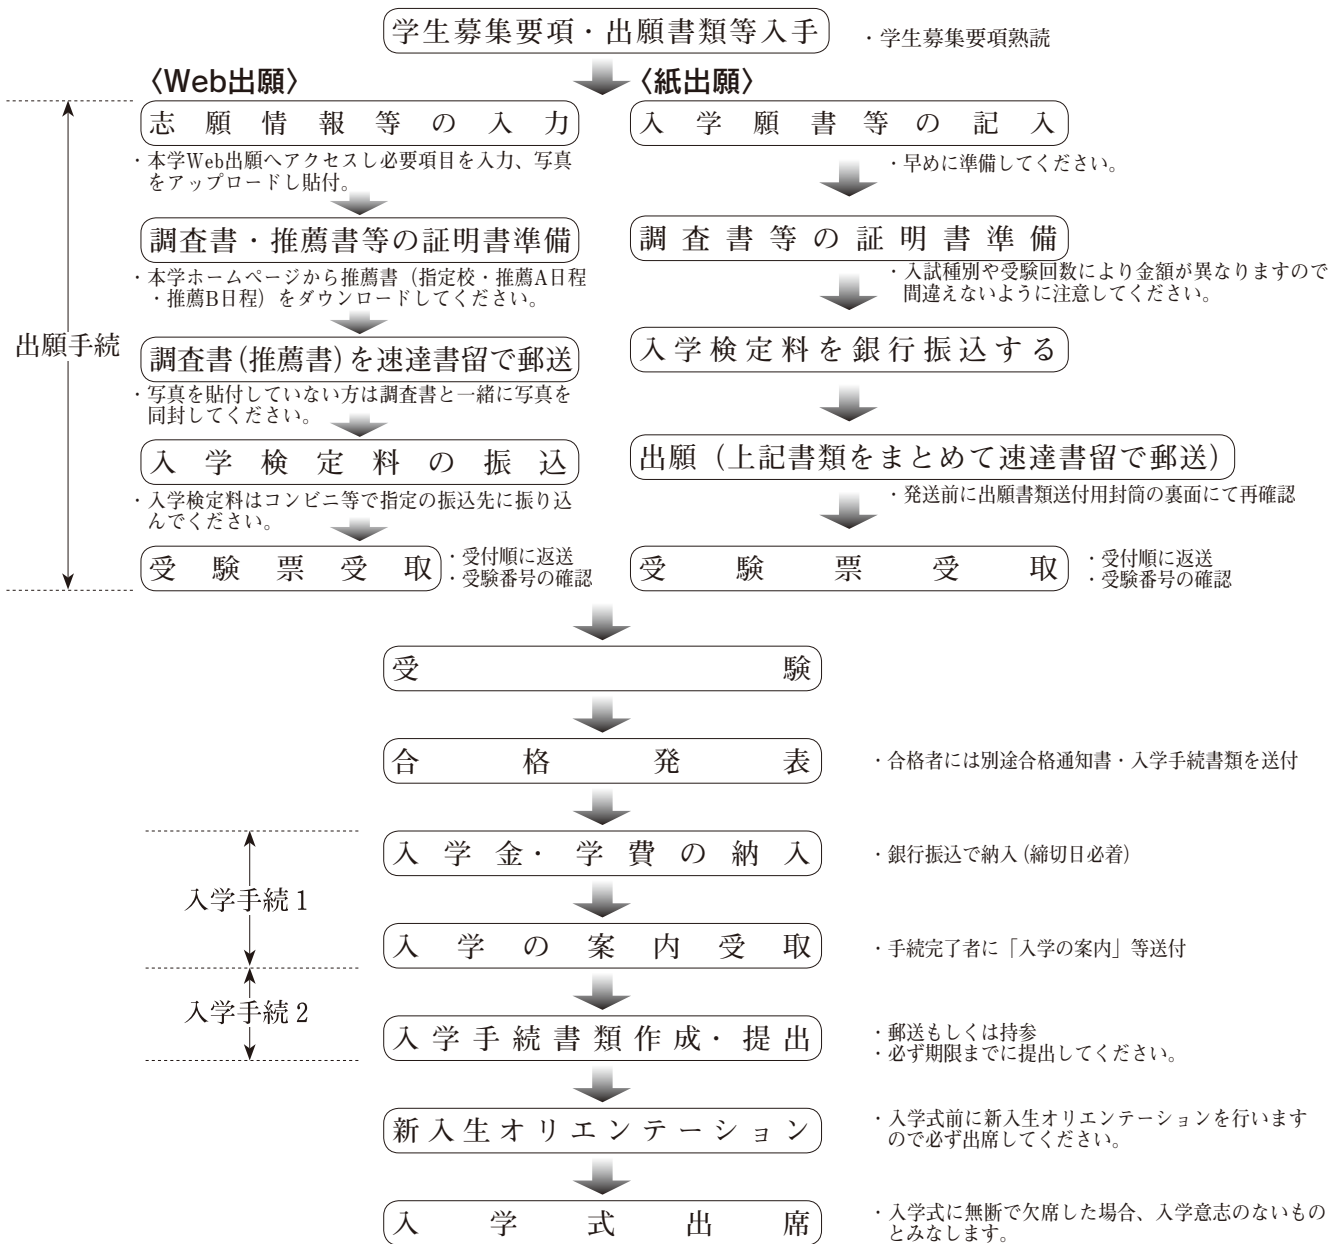 学生募集要項・出願書類等入手
・学生募集要項熟読
〈Web出願〉
〈紙出願〉
出願手続
志願情報等の入力
・本学Web出願へアクセスし必要項目を入力、写真
をアップロードし貼付。
調査書・推薦書等の証明書準備
・本学ホームページから推薦書（指定校・推薦A日程
・推薦B日程）をダウンロードしてください。
調査書(推薦書)を速達書留で郵送
・写真を貼付していない方は調査書と一緒に写真を
同封してください。
入学検定料の振込
・入学検定料はコンビニ等で指定の振込先に振り込
んでください。
受験票受取
・受付順に返送
・受験番号の確認
入学願書等の記入
・早めに準備してください。
調査書等の証明書準備
・入試種別や受験回数により金額が異なりますので
間違えないように注意してください。
入学検定料を銀行振込する
出願（上記書類をまとめて速達書留で郵送）
・発送前に出願書類送付用封筒の裏面にて再確認
受験票受取
・受付順に返送
・受験番号の確認
受験
合格発表
・合格者には別途合格通知書・入学手続書類を送付
入学手続1
入学金・学費の納入
・銀行振込で納入(締切日必着)
入学の案内受取
・手続完了者に「入学の案内」等送付
入学手続2
入学手続書類作成・提出
・郵送もしくは持参
・必ず期限までに提出してください。
新入生オリエンテーション
・入学式前に新入生オリエンテーションを行います
ので必ず出席してください。
入学式出席
・入学式に無断で欠席した場合、入学意志のないもの
とみなします。